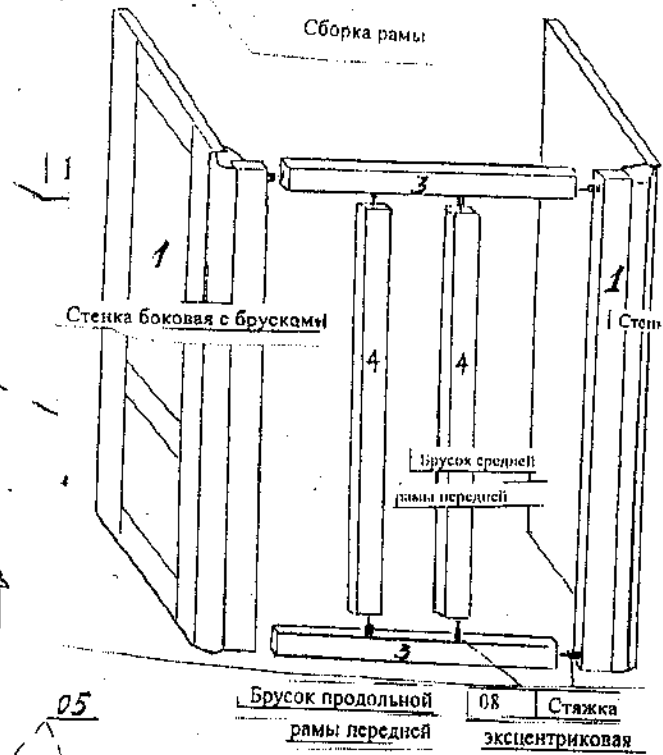 Сборка рамы
1
3
1
1
Стенка боковая с брусками
4
4
Брусок средней
рамы передней
3
05
Брусок продольной
рамы передней
08
Стяжка
эксцентриковая